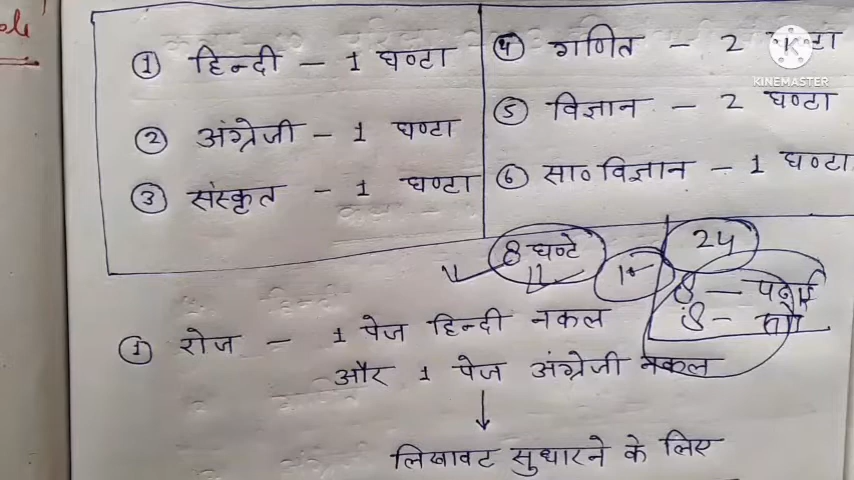 ① हिन्दी – 1 घण्टा
② अंग्रेजी – 1 घण्टा
③ संस्कृत – 1 घण्टा
④ गणित – 2
⑤ विज्ञान – 2 घण्टा
⑥ सा० विज्ञान – 1 घण्टा
K
KINEMASTER
8 घण्टे
24
8 — पढ़ाई
8 –
① रोज – 1 पेज हिन्दी नकल
और 1 पेज अंग्रेजी नकल
↓
लिखावट सुधारने के लिए